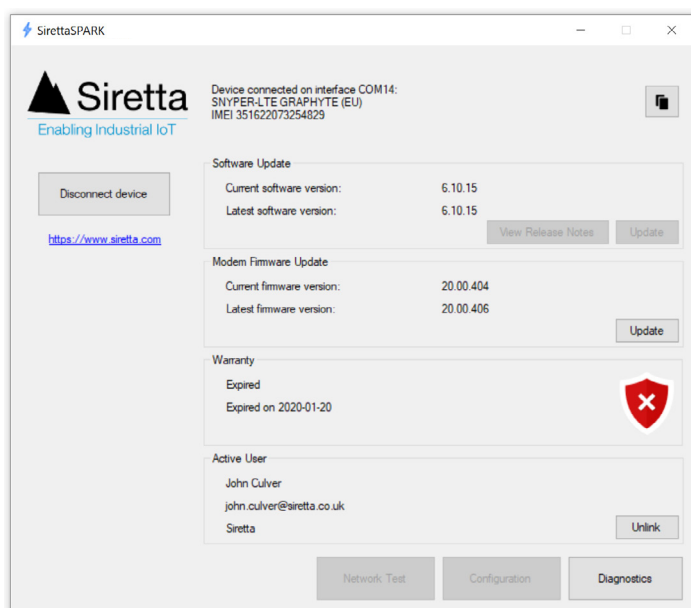 SirettaSPARK
Siretta
Enabling Industrial IoT
Device connected on interface COM14:
SNYPER-LTE GRAPHYTE (EU)
IMEI 351622073254829
Disconnect device
https://www.siretta.com
Software Update
Current software version: 6.10.15
Latest software version: 6.10.15
View Release Notes Update
Modem Firmware Update
Current firmware version: 20.00.404
Latest firmware version: 20.00.406
Update
Warranty
Expired
Expired on 2020-01-20
Active User
John Culver
john.culver@siretta.co.uk
Siretta
Unlink
Network Test Configuration Diagnostics